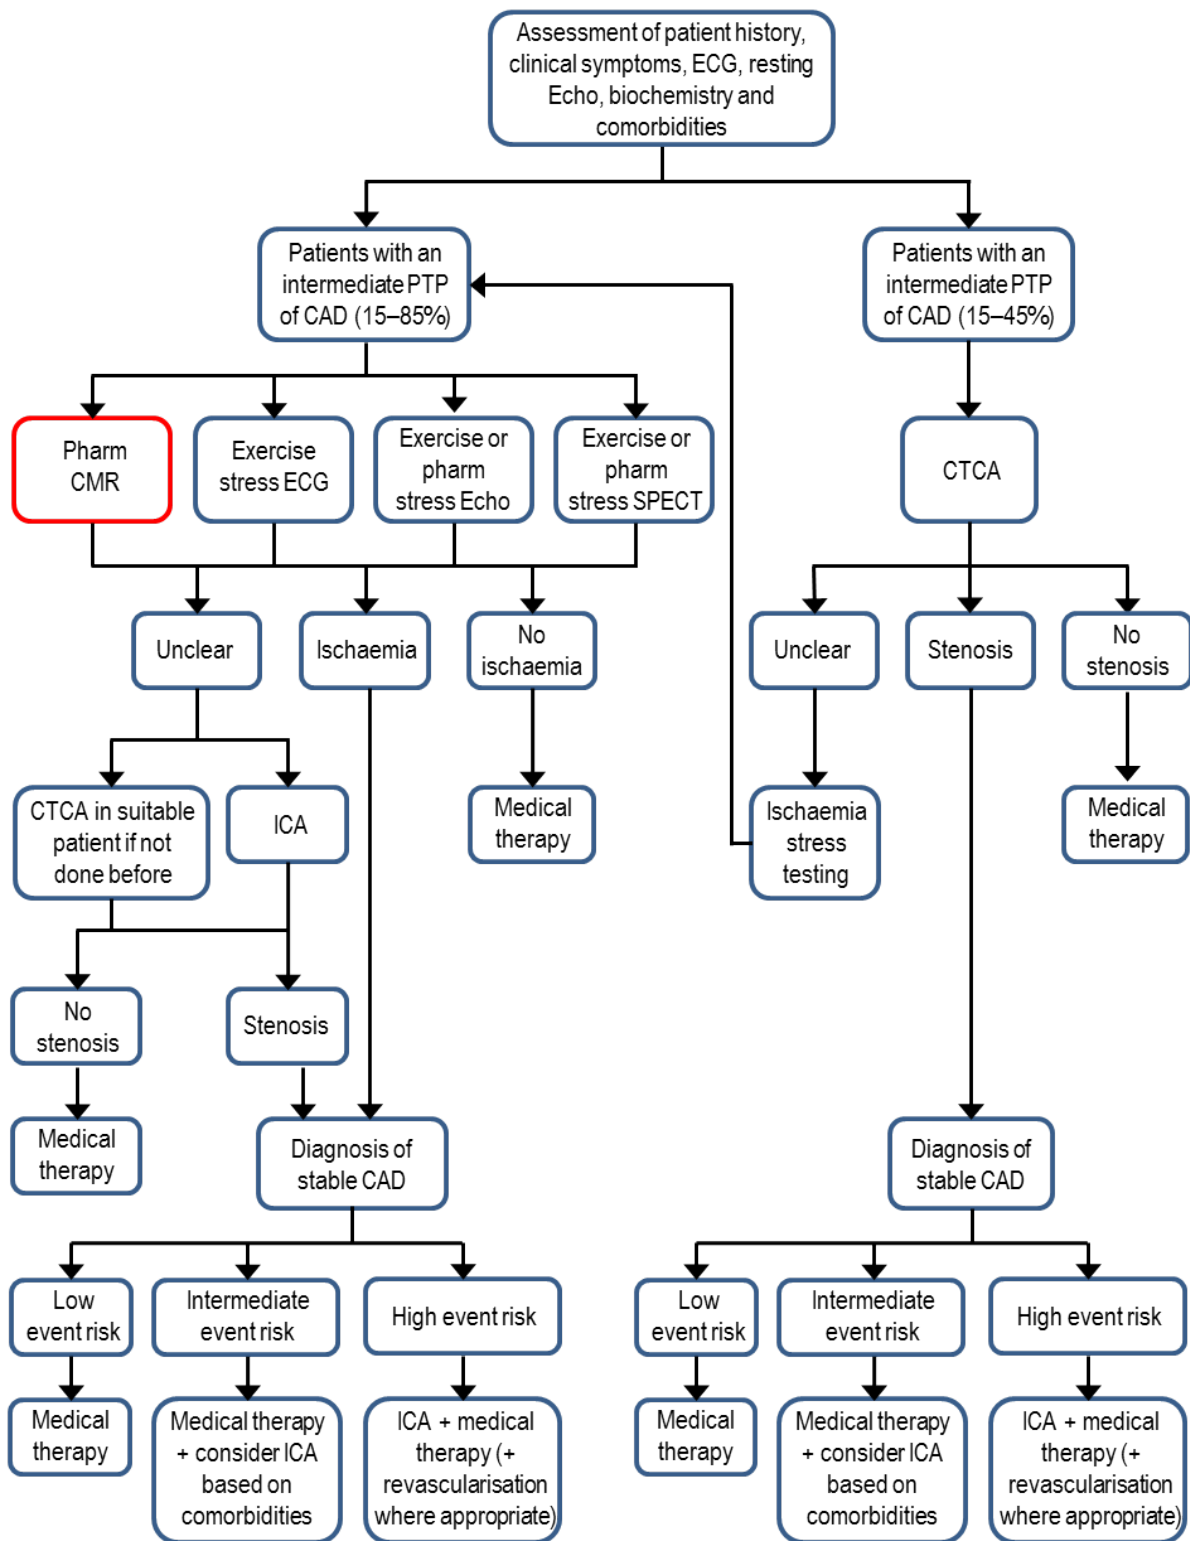 Assessment of patient history,
clinical symptoms, ECG, resting
Echo, biochemistry and
comorbidities
Patients with an
intermediate PTP
of CAD (15–85%)
Patients with an
intermediate PTP
of CAD (15–45%)
Pharm
CMR
Exercise
stress ECG
Exercise or
pharm
stress Echo
Exercise or
pharm
stress SPECT
CTCA
Unclear
Ischaemia
No
ischaemia
Unclear
Stenosis
No
stenosis
CTCA in suitable
patient if not
done before
ICA
Medical
therapy
Ischaemia
stress
testing
Medical
therapy
No
stenosis
Stenosis
Medical
therapy
Diagnosis of
stable CAD
Diagnosis of
stable CAD
Low
event risk
Intermediate
event risk
High event risk
Low
event risk
Intermediate
event risk
High event risk
Medical
therapy
Medical therapy
+ consider ICA
based on
comorbidities
ICA + medical
therapy (+
revascularisation
where appropriate)
Medical
therapy
Medical therapy
+ consider ICA
based on
comorbidities
ICA + medical
therapy (+
revascularisation
where appropriate)